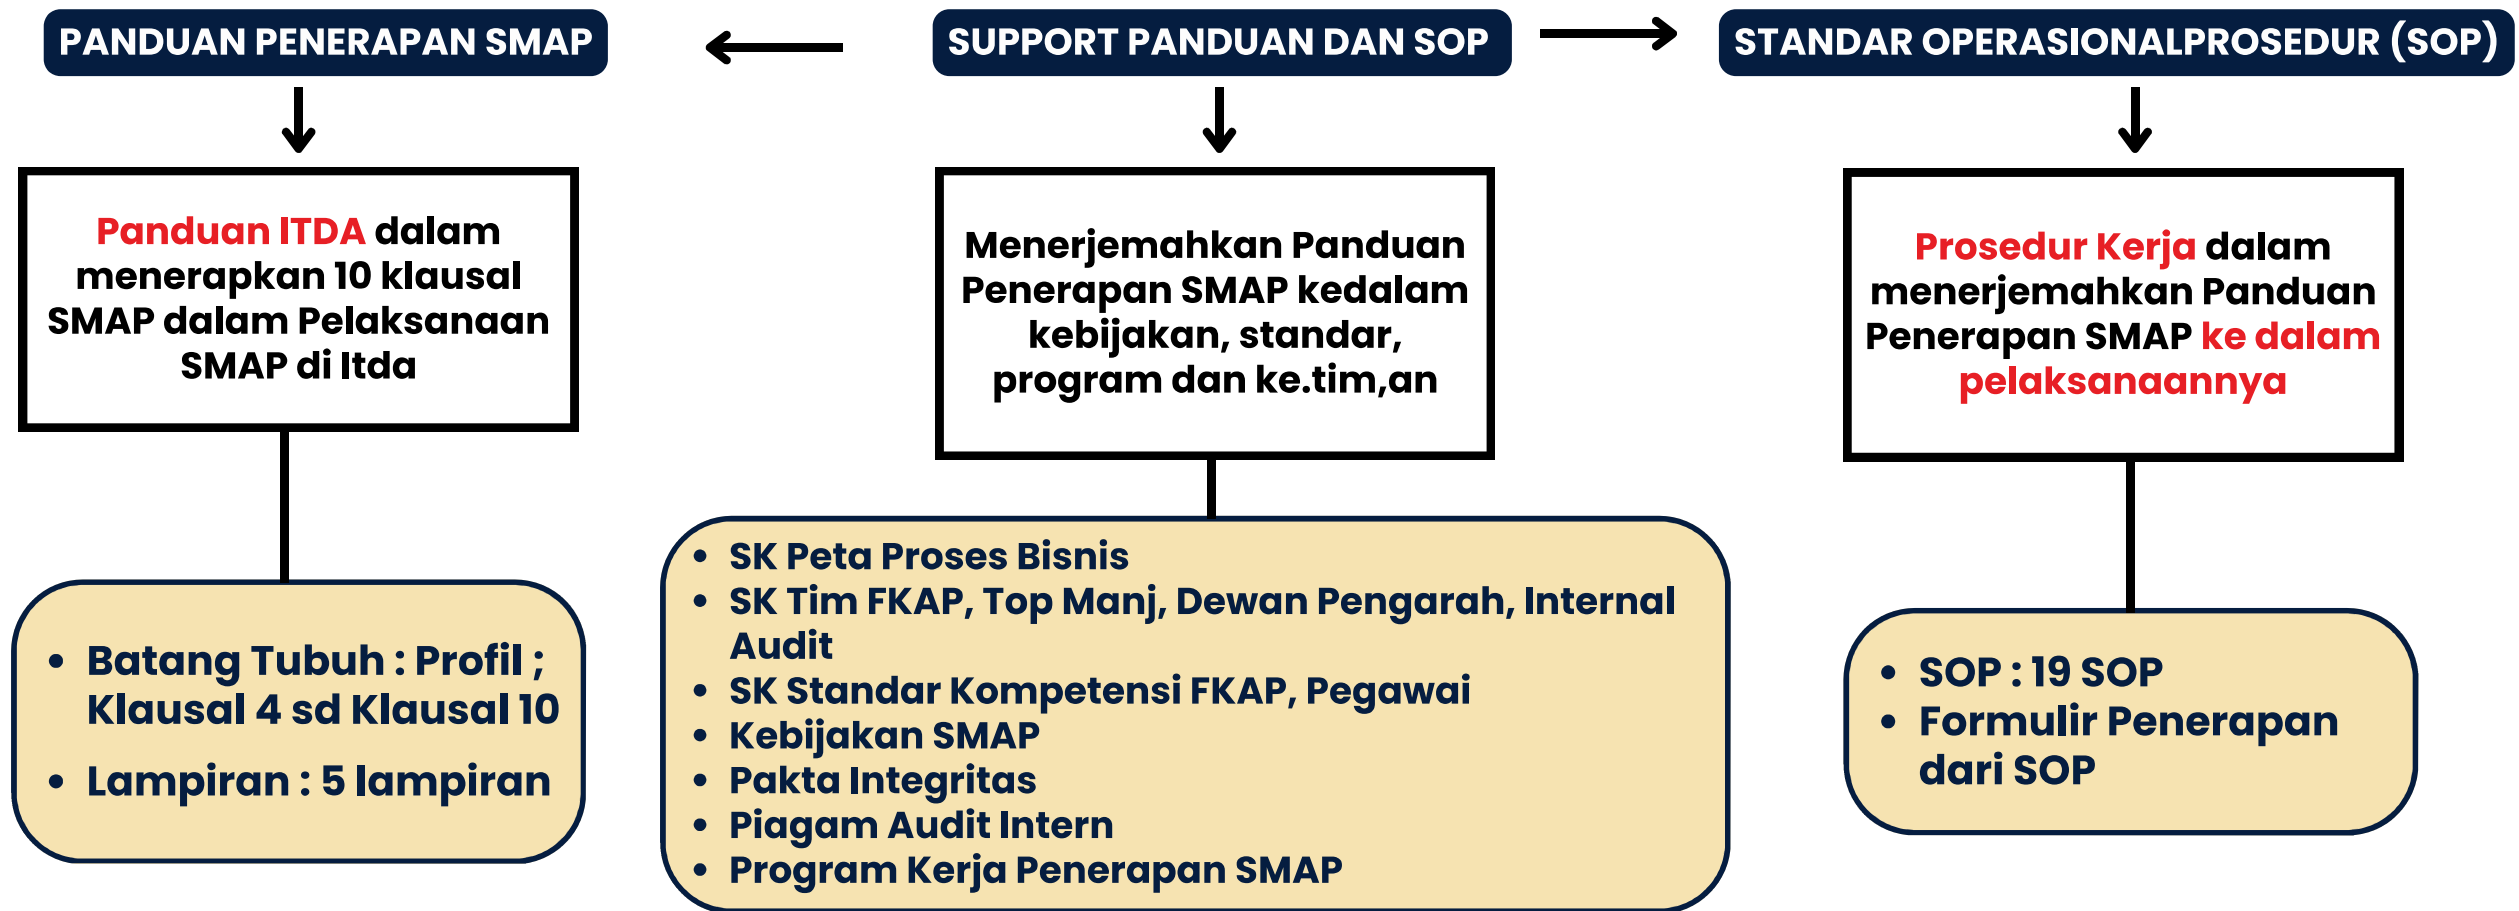 PANDUAN PENERAPAN SMAP
SUPPORT PANDUAN DAN SOP
STANDAR OPERASIONALPROSEDUR (SOP)
Panduan ITDA dalam
menerapkan 10 klausal
SMAP dalam Pelaksanaan
SMAP di Itda
Menerjemahkan Panduan
Penerapan SMAP kedalam
kebijakan, standar,
program dan ke.tim,an
Prosedur Kerja dalam
menerjemahkan Panduan
Penerapan SMAP ke dalam
pelaksanaannya
• Batang Tubuh : Profil ;
Klausal 4 sd Klausal 10
• Lampiran : 5 lampiran
• SK Peta Proses Bisnis
• SK Tim FKAP, Top Manj, Dewan Pengarah, Internal
Audit
• SK Standar Kompetensi FKAP, Pegawai
• Kebijakan SMAP
• Pakta Integritas
• Piagam Audit Intern
• Program Kerja Penerapan SMAP
• SOP : 19 SOP
• Formulir Penerapan
dari SOP